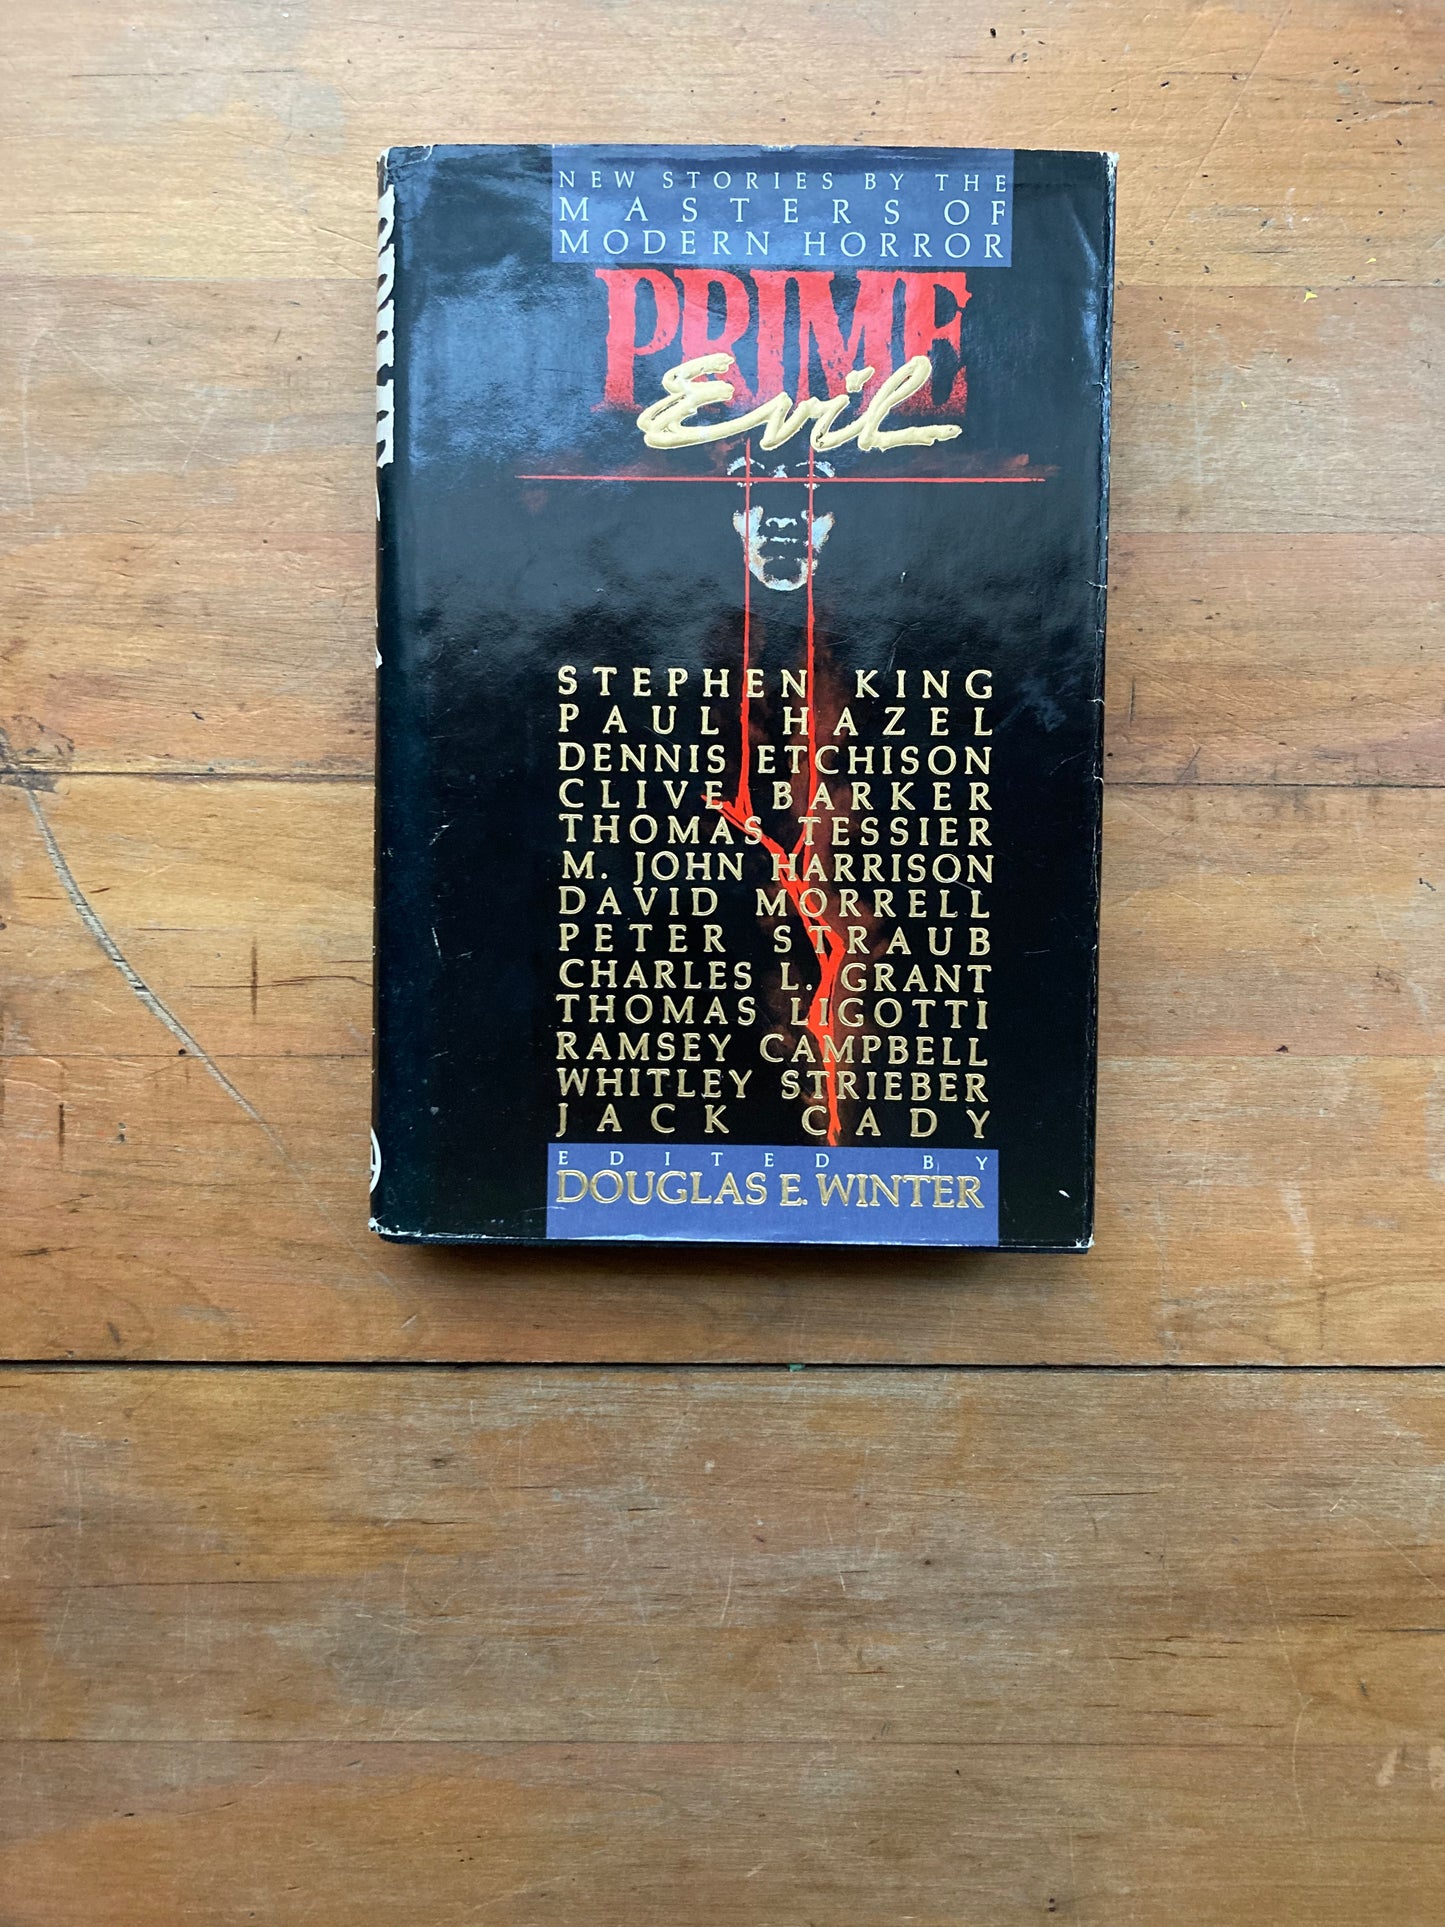 NEW STORIES BY THE
MASTERS OF
MODERN HORROR
PRIME
Evil
STEPHEN KING
PAUL HAZEL
DENNIS ETCHISON
CLIVE BARKER
THOMAS TESSIER
M. JOHN HARRISON
DAVID MORRELL
PETER STRAUB
CHARLES L. GRANT
THOMAS LIGOTTI
RAMSEY CAMPBELL
WHITLEY STRIEBER
JACK CADY
EDITED BY
DOUGLAS E. WINTER